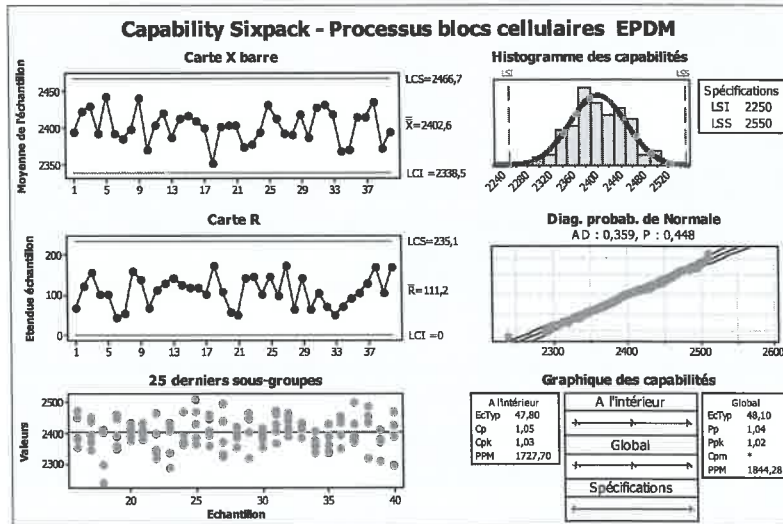 Capability Sixpack - Processus blocs cellulaires EPDM
Carte X barre
Moyenne de l'échantillon
2450
2400
2350
1 5 9 13 17 21 25 29 33 37
LCS=2466,7
X=2402,6
LCI =2338,5
Histogramme des capabilités
LSI LSS
2240 2280 2320 2360 2400 2440 2480 2520
Spécifications
LSI 2250
LSS 2550
Carte R
Etendue échantillon
200
100
0
1 5 9 13 17 21 25 29 33 37
LCS=235,1
R=111,2
LCI =0
Diag. probab. de Normale
AD : 0,359, P : 0,448
2300 2400 2500 2600
25 derniers sous-groupes
Valeurs
2500
2400
2300
20 25 30 35 40
Echantillon
Graphique des capabilités
A l'intérieur
EcTyp 47,80
Cp 1,05
Cpk 1,03
PPM 1727,70
A l'intérieur
Global
Spécifications
Global
EcTyp 48,10
Pp 1,04
Ppk 1,02
Cpm *
PPM 1844,28